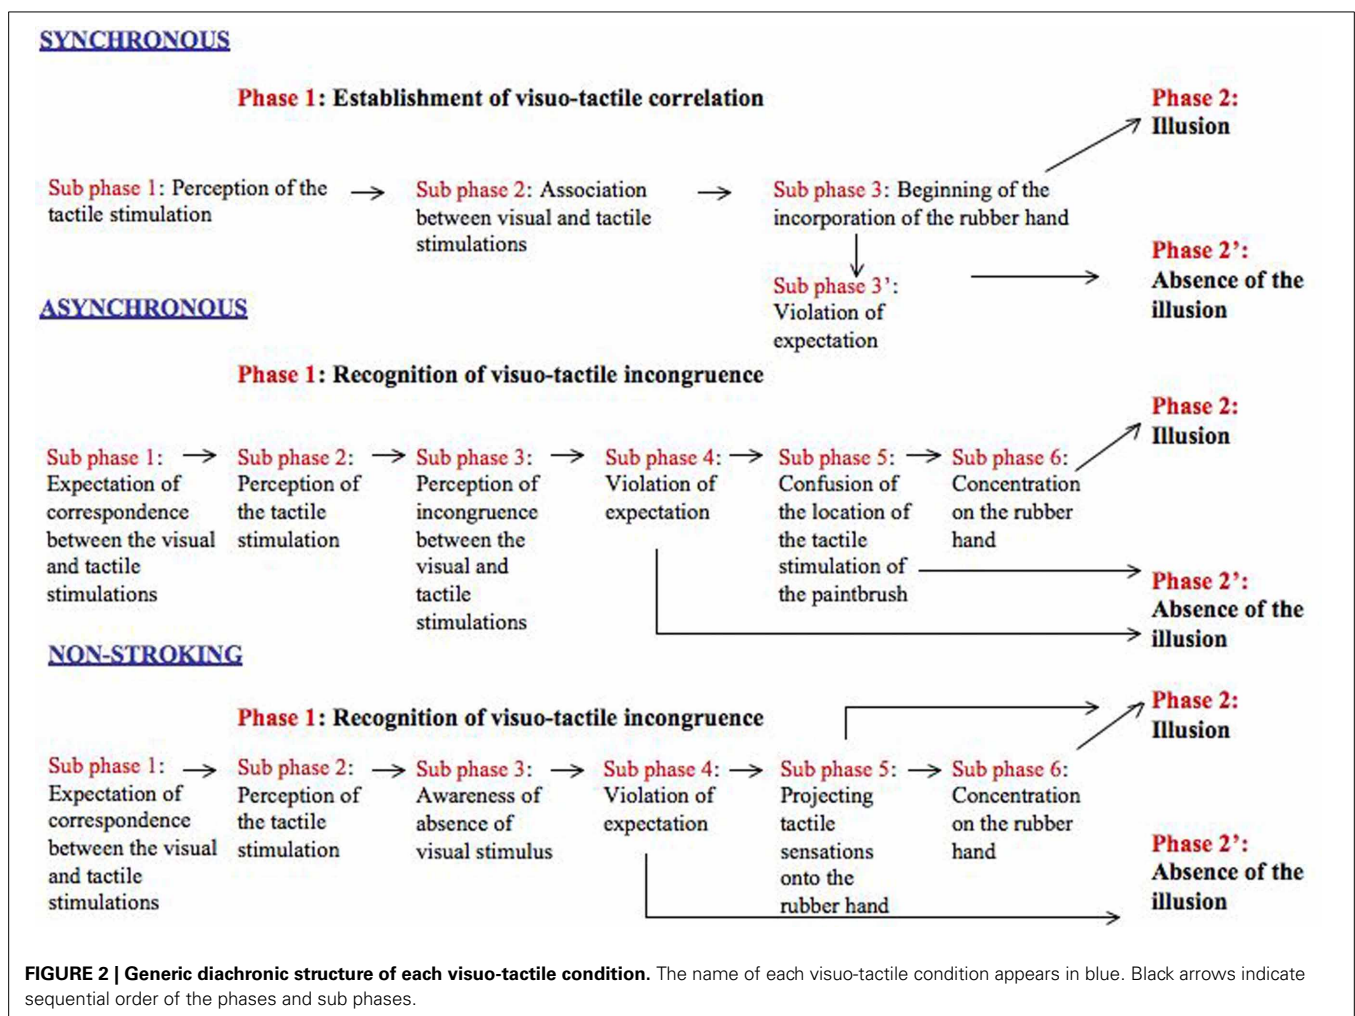 SYNCHRONOUS
Phase 1: Establishment of visuo-tactile correlation
Phase 2:
Illusion
Sub phase 1: Perception of the
tactile stimulation
Sub phase 2: Association
between visual and tactile
stimulations
Sub phase 3: Beginning of the
incorporation of the rubber hand
Sub phase 3’:
Violation of
expectation
Phase 2’:
Absence of the
illusion
ASYNCHRONOUS
Phase 1: Recognition of visuo-tactile incongruence
Sub phase 1:
Expectation of
correspondence
between the visual
and tactile
stimulations
Sub phase 2:
Perception of
the tactile
stimulation
Sub phase 3:
Perception of
incongruence
between the
visual and
tactile
stimulations
Sub phase 4:
Violation of
expectation
Sub phase 5:
Confusion of
the location of
the tactile
stimulation of
the paintbrush
Sub phase 6:
Concentration
on the rubber
hand
Phase 2:
Illusion
Phase 2’:
Absence of the
illusion
NON-STROKING
Phase 1: Recognition of visuo-tactile incongruence
Sub phase 1:
Expectation of
correspondence
between the visual
and tactile
stimulations
Sub phase 2:
Perception of
the tactile
stimulation
Sub phase 3:
Awareness of
absence of
visual stimulus
Sub phase 4:
Violation of
expectation
Sub phase 5:
Projecting
tactile
sensations
onto the
rubber hand
Sub phase 6:
Concentration
on the rubber
hand
Phase 2:
Illusion
Phase 2’:
Absence of the
illusion
FIGURE 2 | Generic diachronic structure of each visuo-tactile condition. The name of each visuo-tactile condition appears in blue. Black arrows indicate
sequential order of the phases and sub phases.